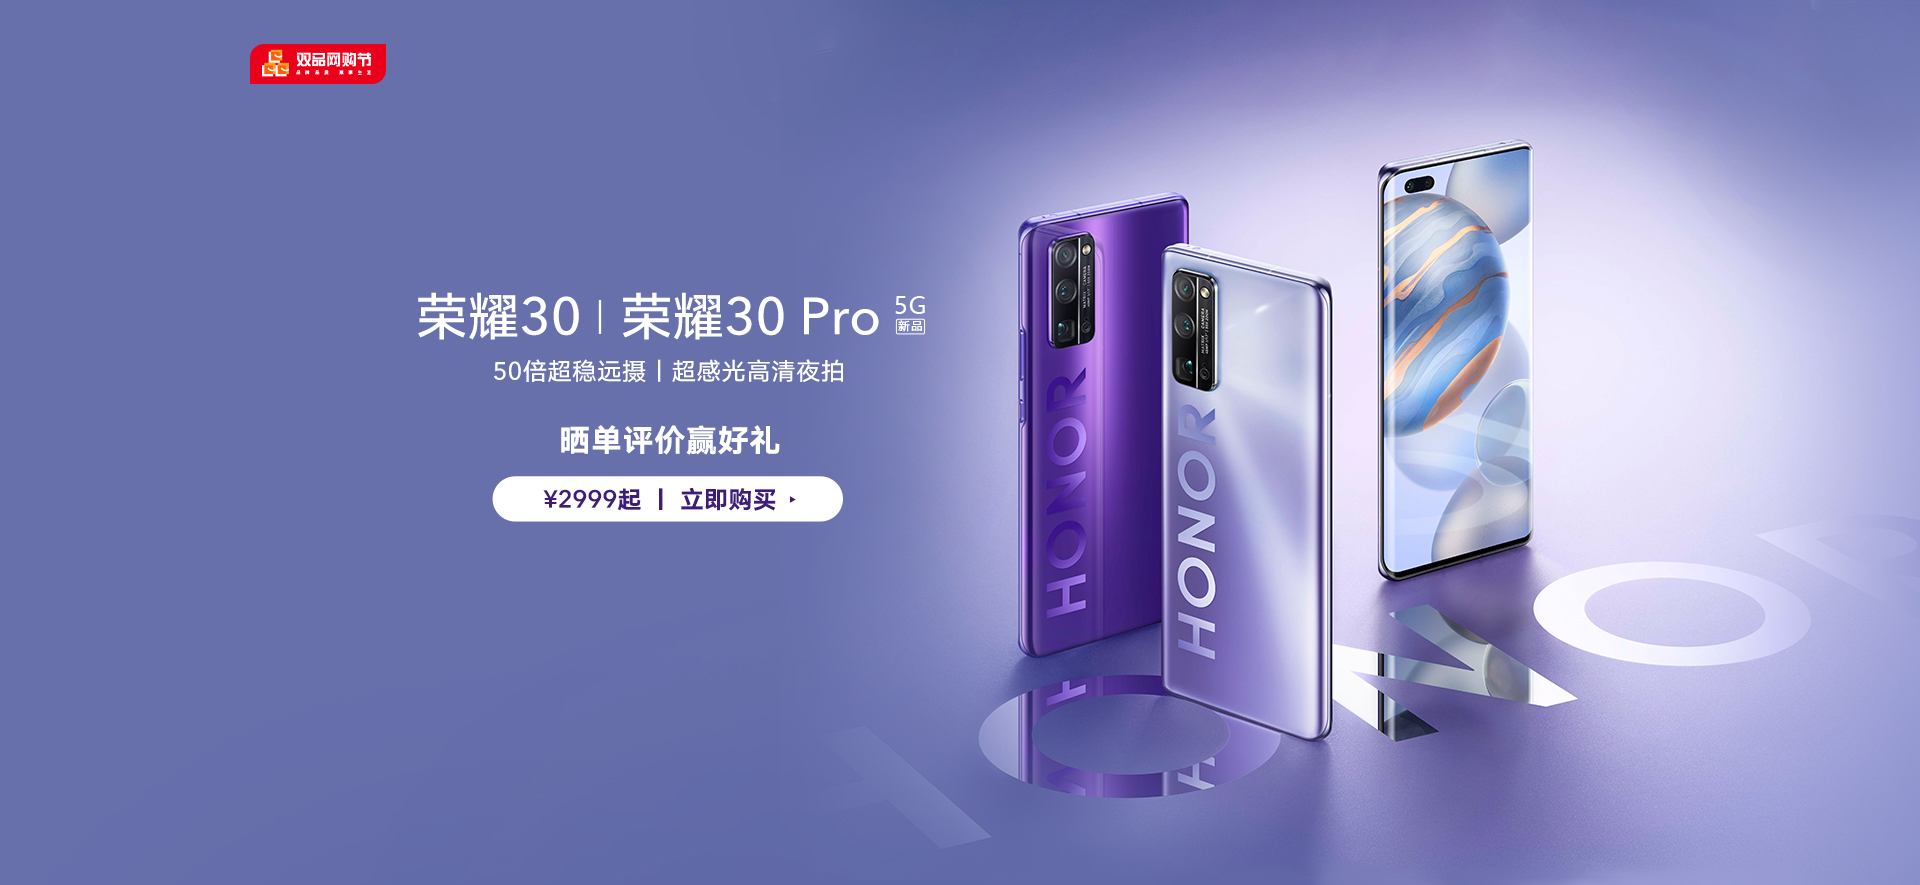 双品网购节
荣耀30 | 荣耀30 Pro 5G
新品
50倍超稳远摄 | 超感光高清夜拍
晒单评价赢好礼
¥2999起 | 立即购买
HONOR
HONOR
HONOR